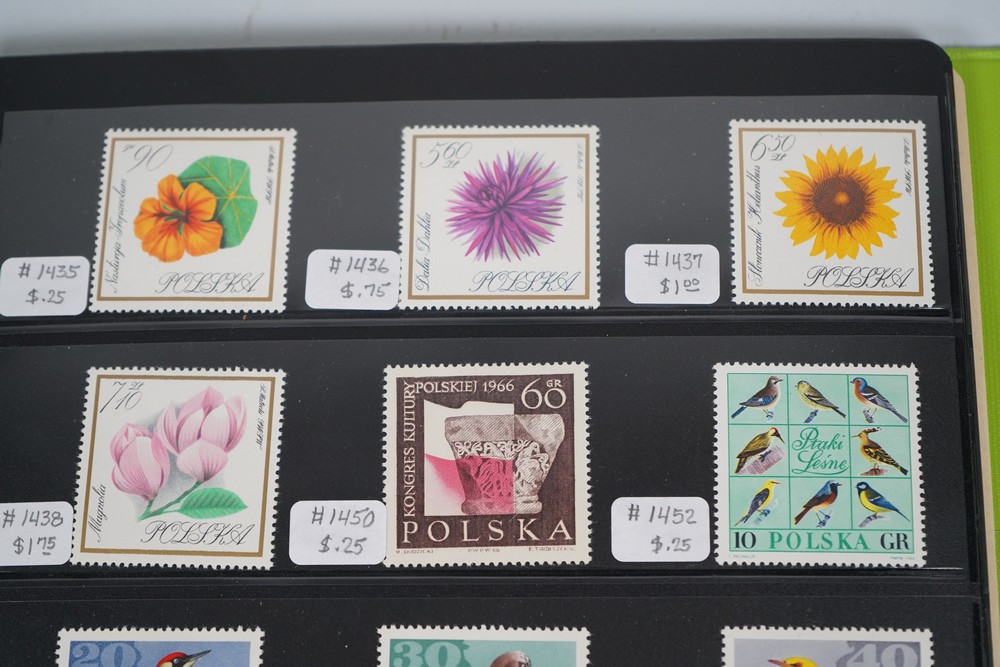 7.90
Nasturcja Tropaeolum
POLSKA
#1435
$.25
5.60
zł
Dalia Dahlia
POLSKA
#1436
$.75
6.50
zł
Słonecznik Helianthus
POLSKA
#1437
$1.00
7.10
zł
Magnolia
POLSKA
#1438
$1.75
KONGRES KULTURY POLSKIEJ 1966
60 GR
POLSKA
#1450
$.25
Ptaki
Leśne
10 POLSKA GR
#1452
$.25
20
30
40